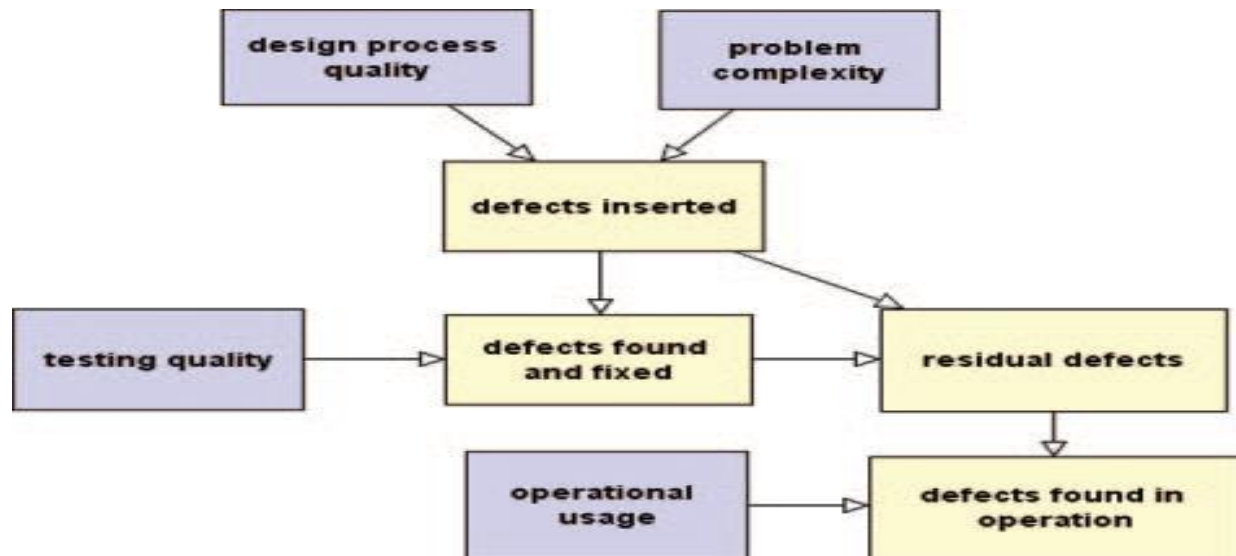 design process
quality
problem
complexity
defects inserted
testing quality
defects found
and fixed
residual defects
operational
usage
defects found in
operation